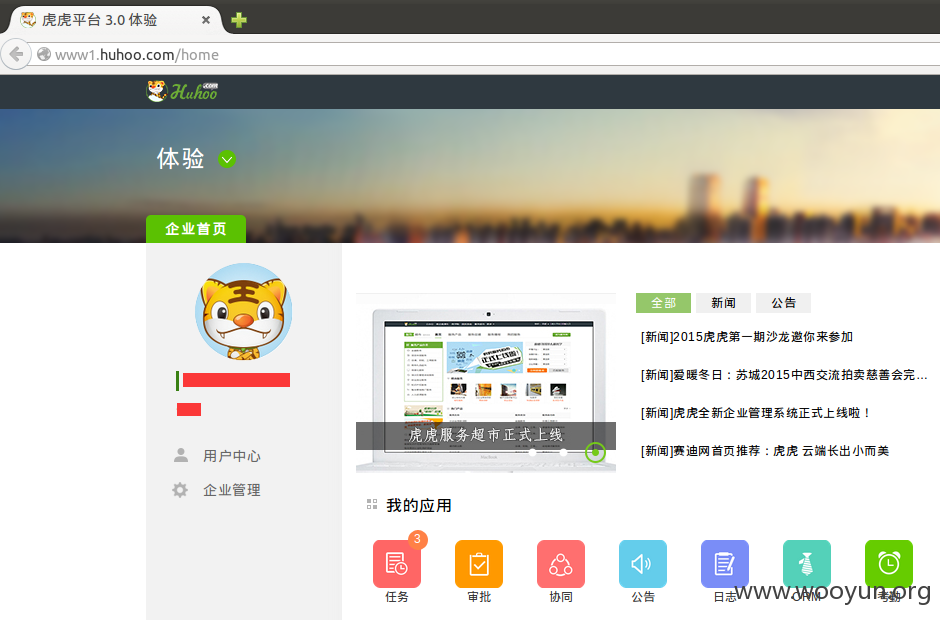 虎虎平台 3.0 体验
www1.huhoo.com/home
Huhoo.com
体验
企业首页
全部 新闻 公告
[新闻]2015虎虎第一期沙龙邀你来参加
[新闻]爱暖冬日：苏城2015中西交流拍卖慈善会完...
[新闻]虎虎全新企业管理系统正式上线啦！
[新闻]赛迪网首页推荐：虎虎 云端长出小而美
虎虎服务超市正式上线
用户中心
企业管理
我的应用
3
任务 审批 协同 公告 日志 CRM 考勤
www.wooyun.org